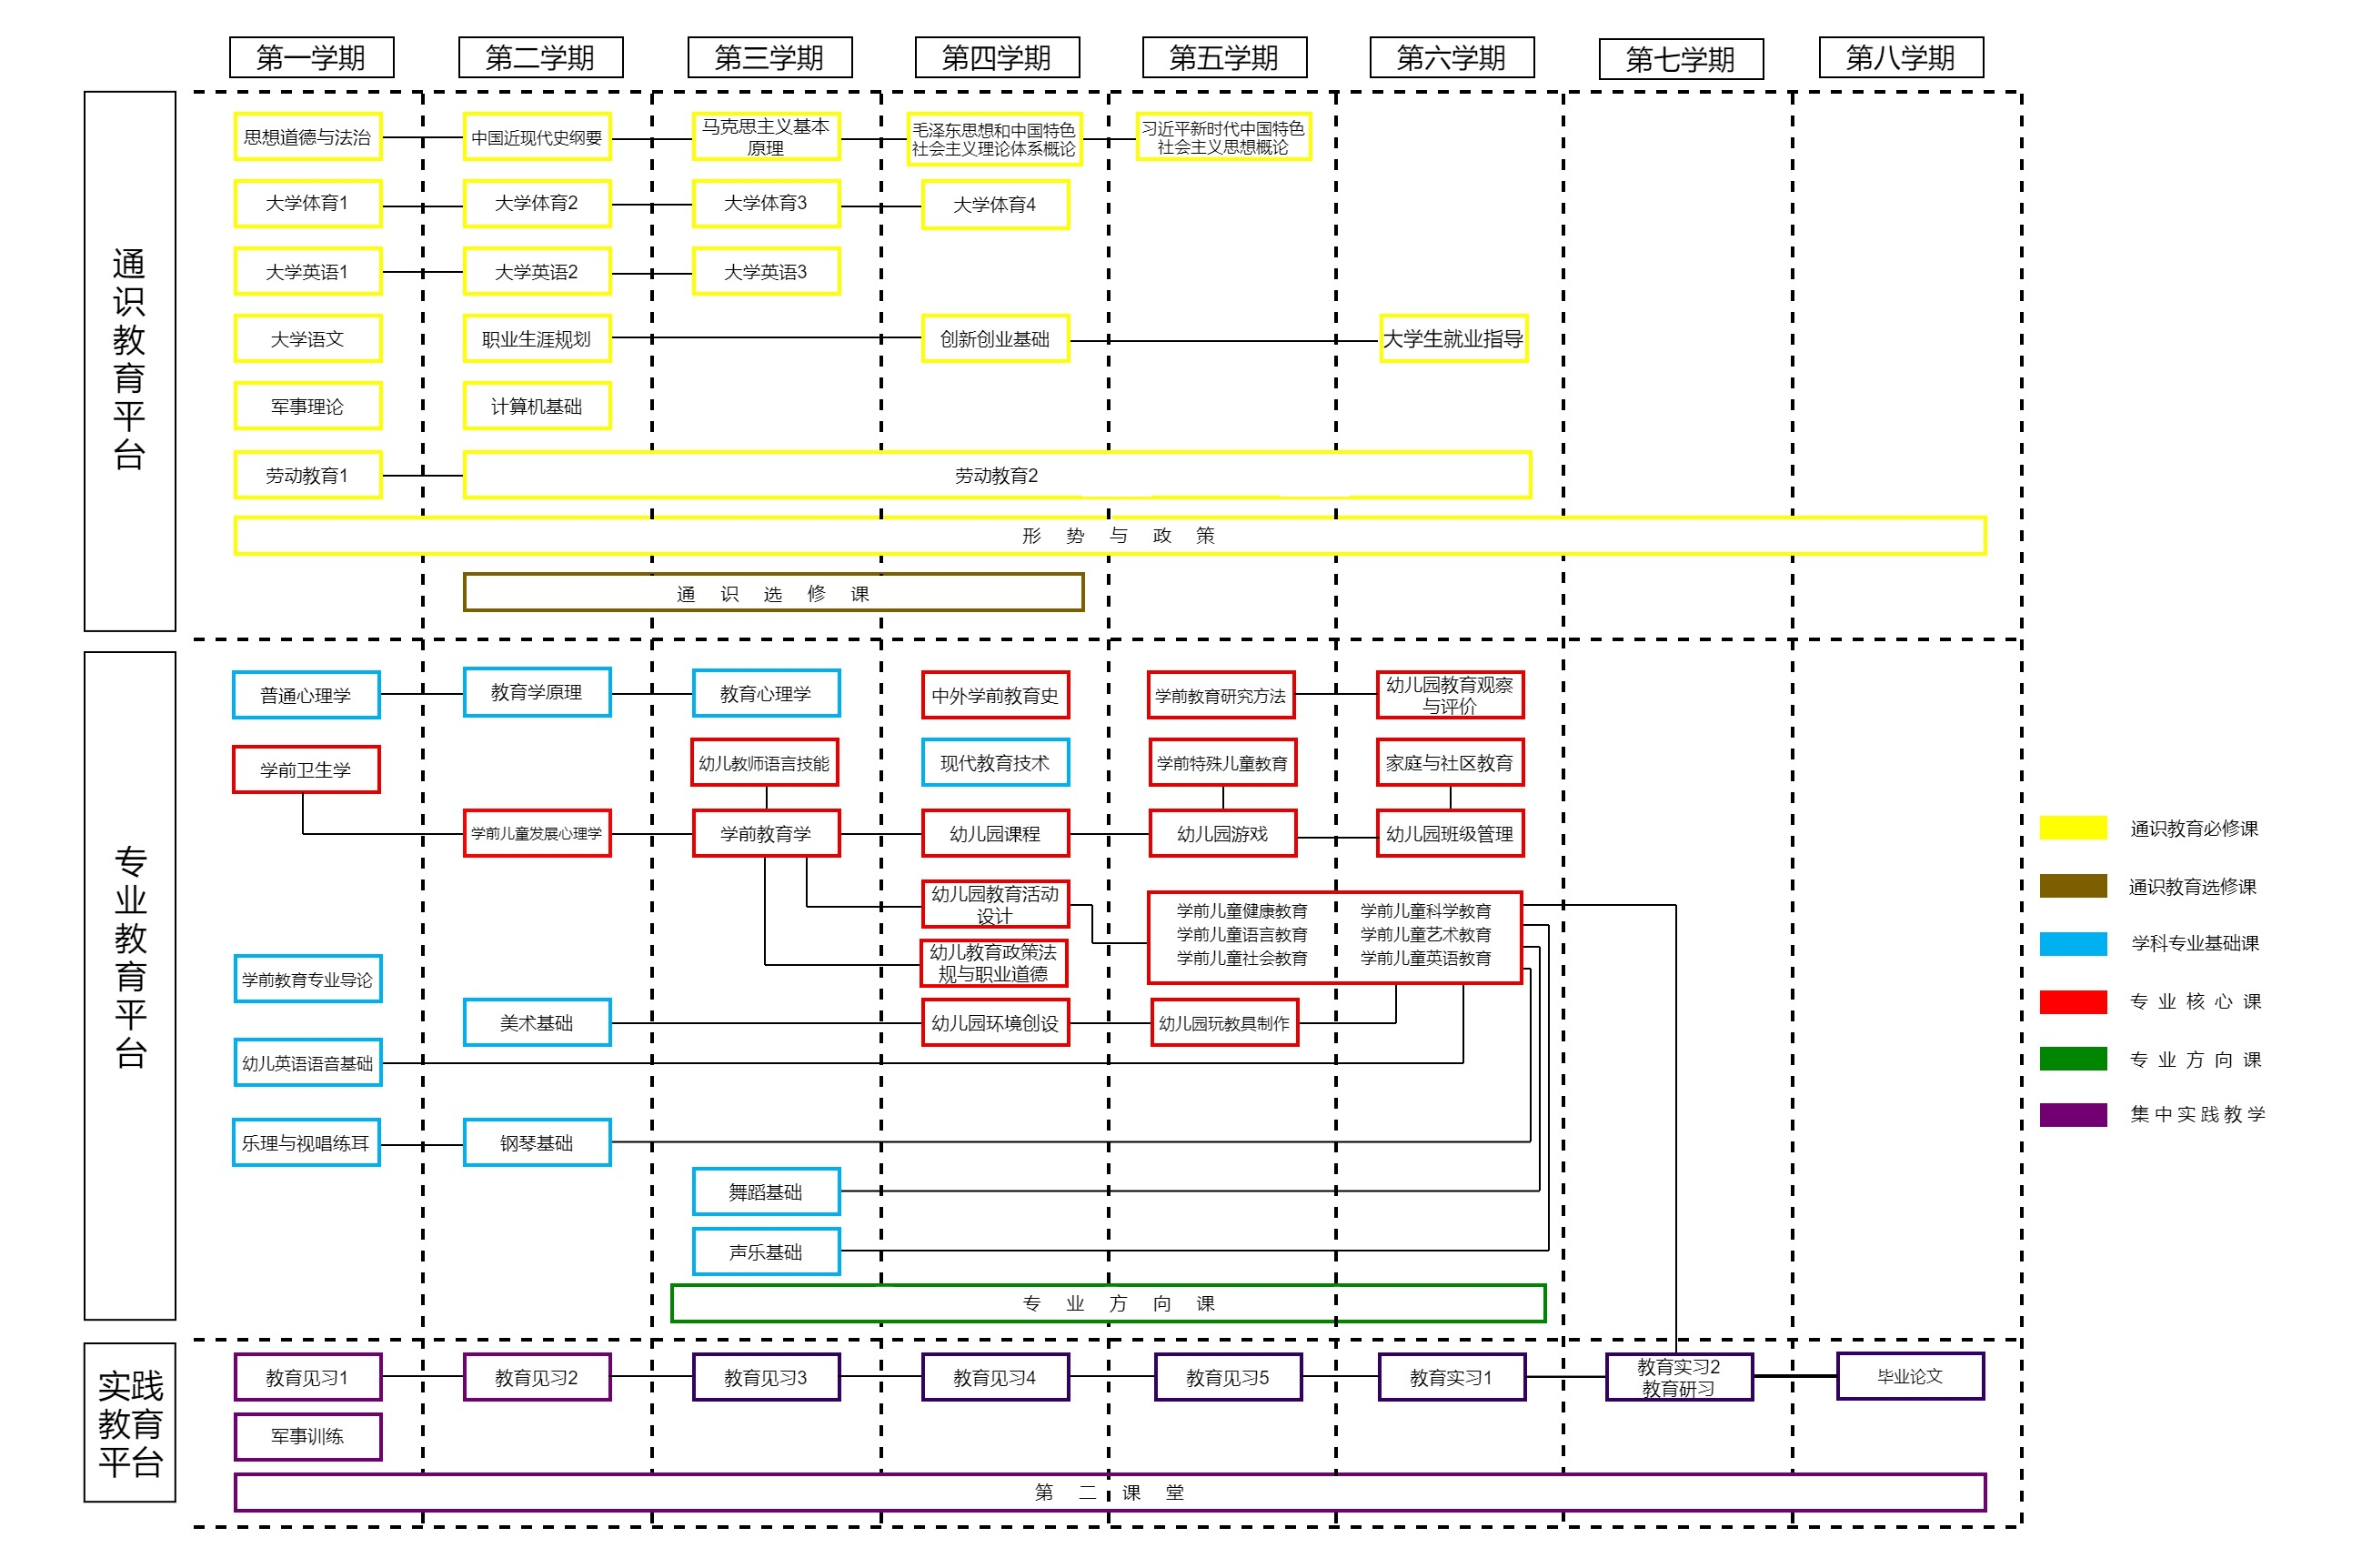 第一学期
第二学期
第三学期
第四学期
第五学期
第六学期
第七学期
第八学期
通识教育平台
思想道德与法治
中国近现代史纲要
马克思主义基本
原理
毛泽东思想和中国特色
社会主义理论体系概论
习近平新时代中国特色
社会主义思想概论
大学体育1
大学体育2
大学体育3
大学体育4
大学英语1
大学英语2
大学英语3
大学语文
职业生涯规划
创新创业基础
大学生就业指导
军事理论
计算机基础
劳动教育1
劳动教育2
形 势 与 政 策
通 识 选 修 课
专业教育平台
普通心理学
教育学原理
教育心理学
中外学前教育史
学前教育研究方法
幼儿园教育观察
与评价
学前卫生学
幼儿教师语言技能
现代教育技术
学前特殊儿童教育
家庭与社区教育
学前儿童发展心理学
学前教育学
幼儿园课程
幼儿园游戏
幼儿园班级管理
幼儿园教育活动
设计
学前儿童健康教育
学前儿童科学教育
学前儿童语言教育
学前儿童艺术教育
学前儿童社会教育
学前儿童英语教育
幼儿教育政策法
规与职业道德
学前教育专业导论
美术基础
幼儿园环境创设
幼儿园玩教具制作
幼儿英语语音基础
乐理与视唱练耳
钢琴基础
舞蹈基础
声乐基础
专 业 方 向 课
实践
教育
平台
教育见习1
教育见习2
教育见习3
教育见习4
教育见习5
教育实习1
教育实习2
教育研习
毕业论文
军事训练
第 二 课 堂
通识教育必修课
通识教育选修课
学科专业基础课
专 业 核 心 课
专 业 方 向 课
集中实践教学